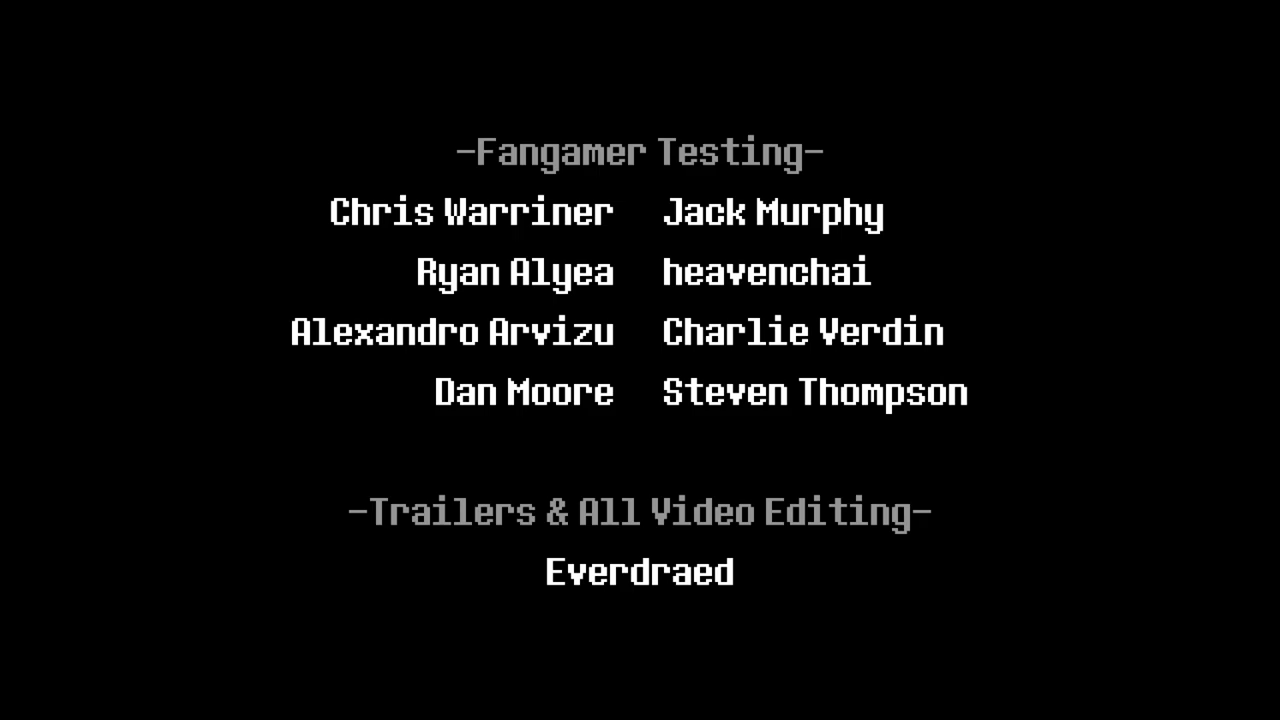 -Fangamer Testing-
Chris Warriner Jack Murphy
Ryan Alyea heavenchai
Alexandro Arvizu Charlie Verdin
Dan Moore Steven Thompson
-Trailers & All Video Editing-
Everdraed